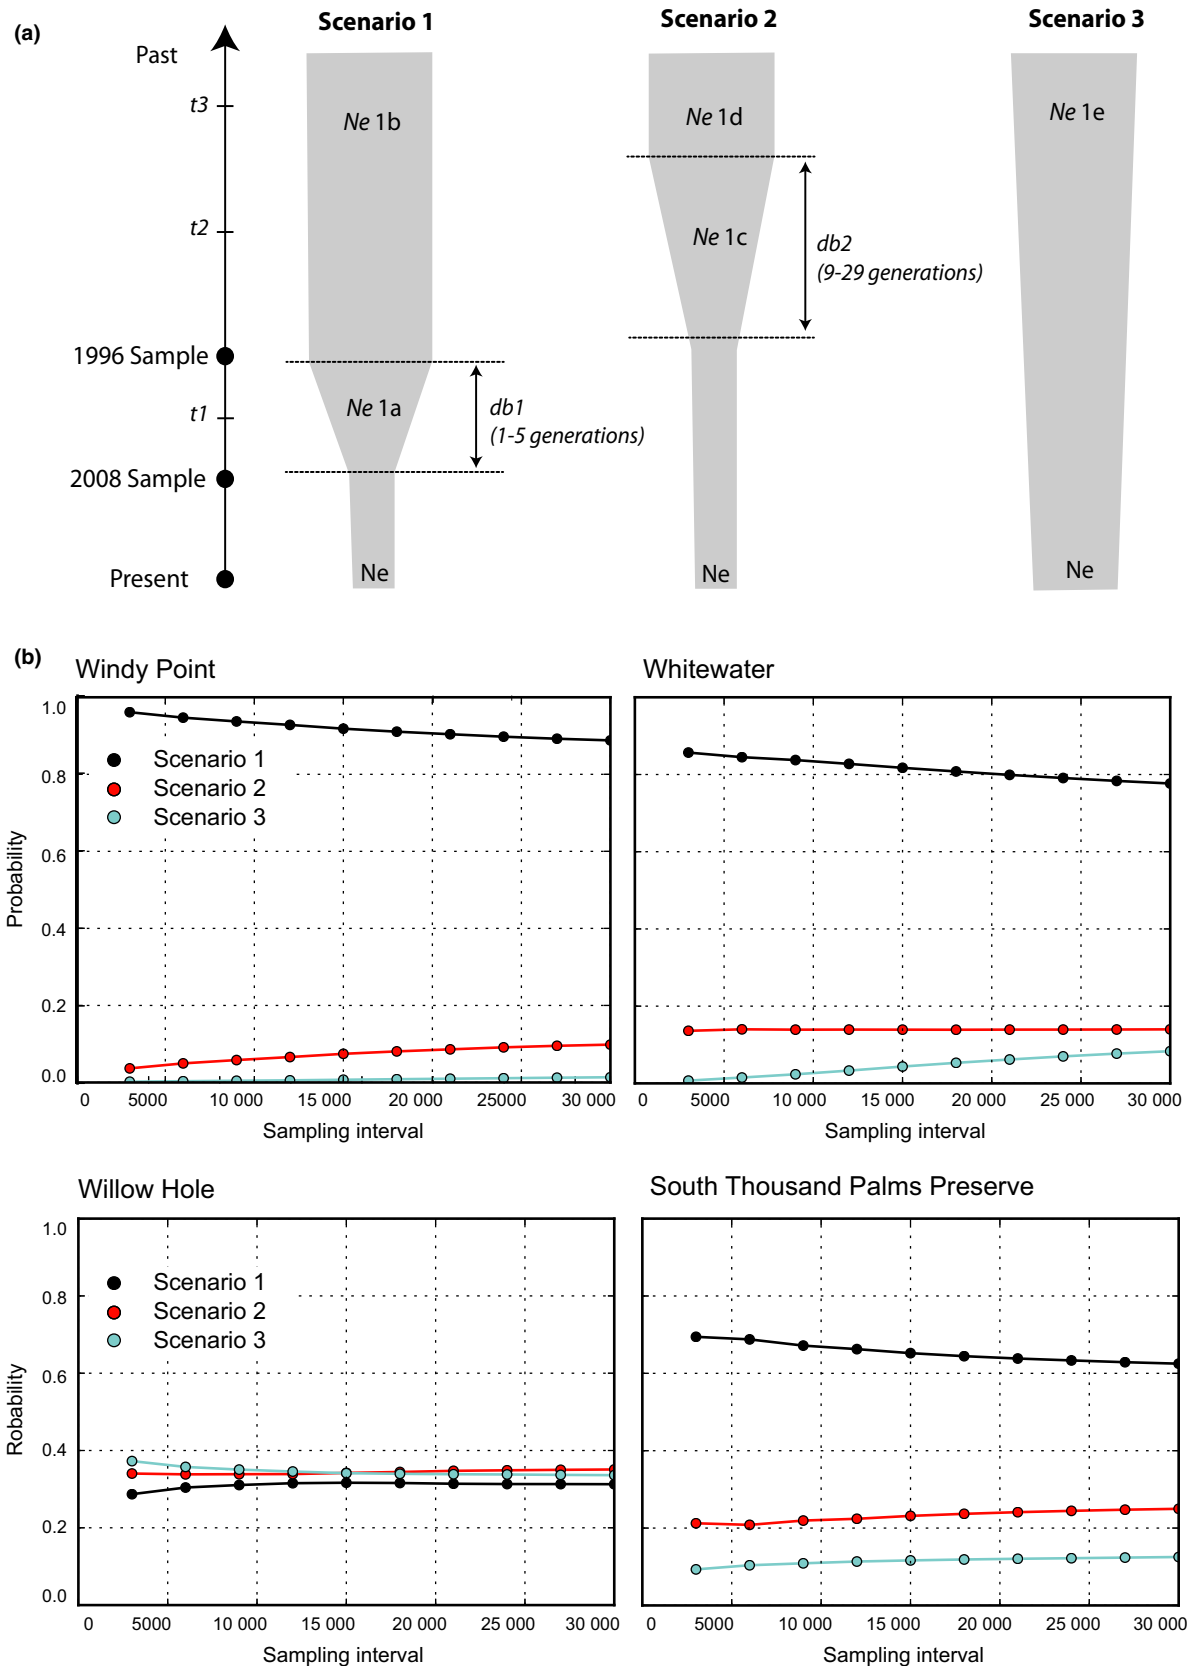 (a)
Scenario 1
Scenario 2
Scenario 3
Past
t3
t2
1996 Sample
t1
2008 Sample
Present
Ne 1b
Ne 1a
Ne
db1
(1-5 generations)
Ne 1d
Ne 1c
Ne
db2
(9-29 generations)
Ne 1e
Ne
(b)
Windy Point
1.0
0.8
0.6
0.4
0.2
0.0
Probability
Scenario 1
Scenario 2
Scenario 3
0 5000 10 000 15 000 20 000 25000 30 000
Sampling interval
Whitewater
0 5000 10 000 15 000 20 000 25 000 30 000
Sampling interval
Willow Hole
1.0
0.8
0.6
0.4
0.2
0.0
Robability
Scenario 1
Scenario 2
Scenario 3
0 5000 10 000 15 000 20 000 25 000 30 000
Sampling interval
South Thousand Palms Preserve
0 5000 10 000 15 000 20 000 25 000 30 000
Sampling interval